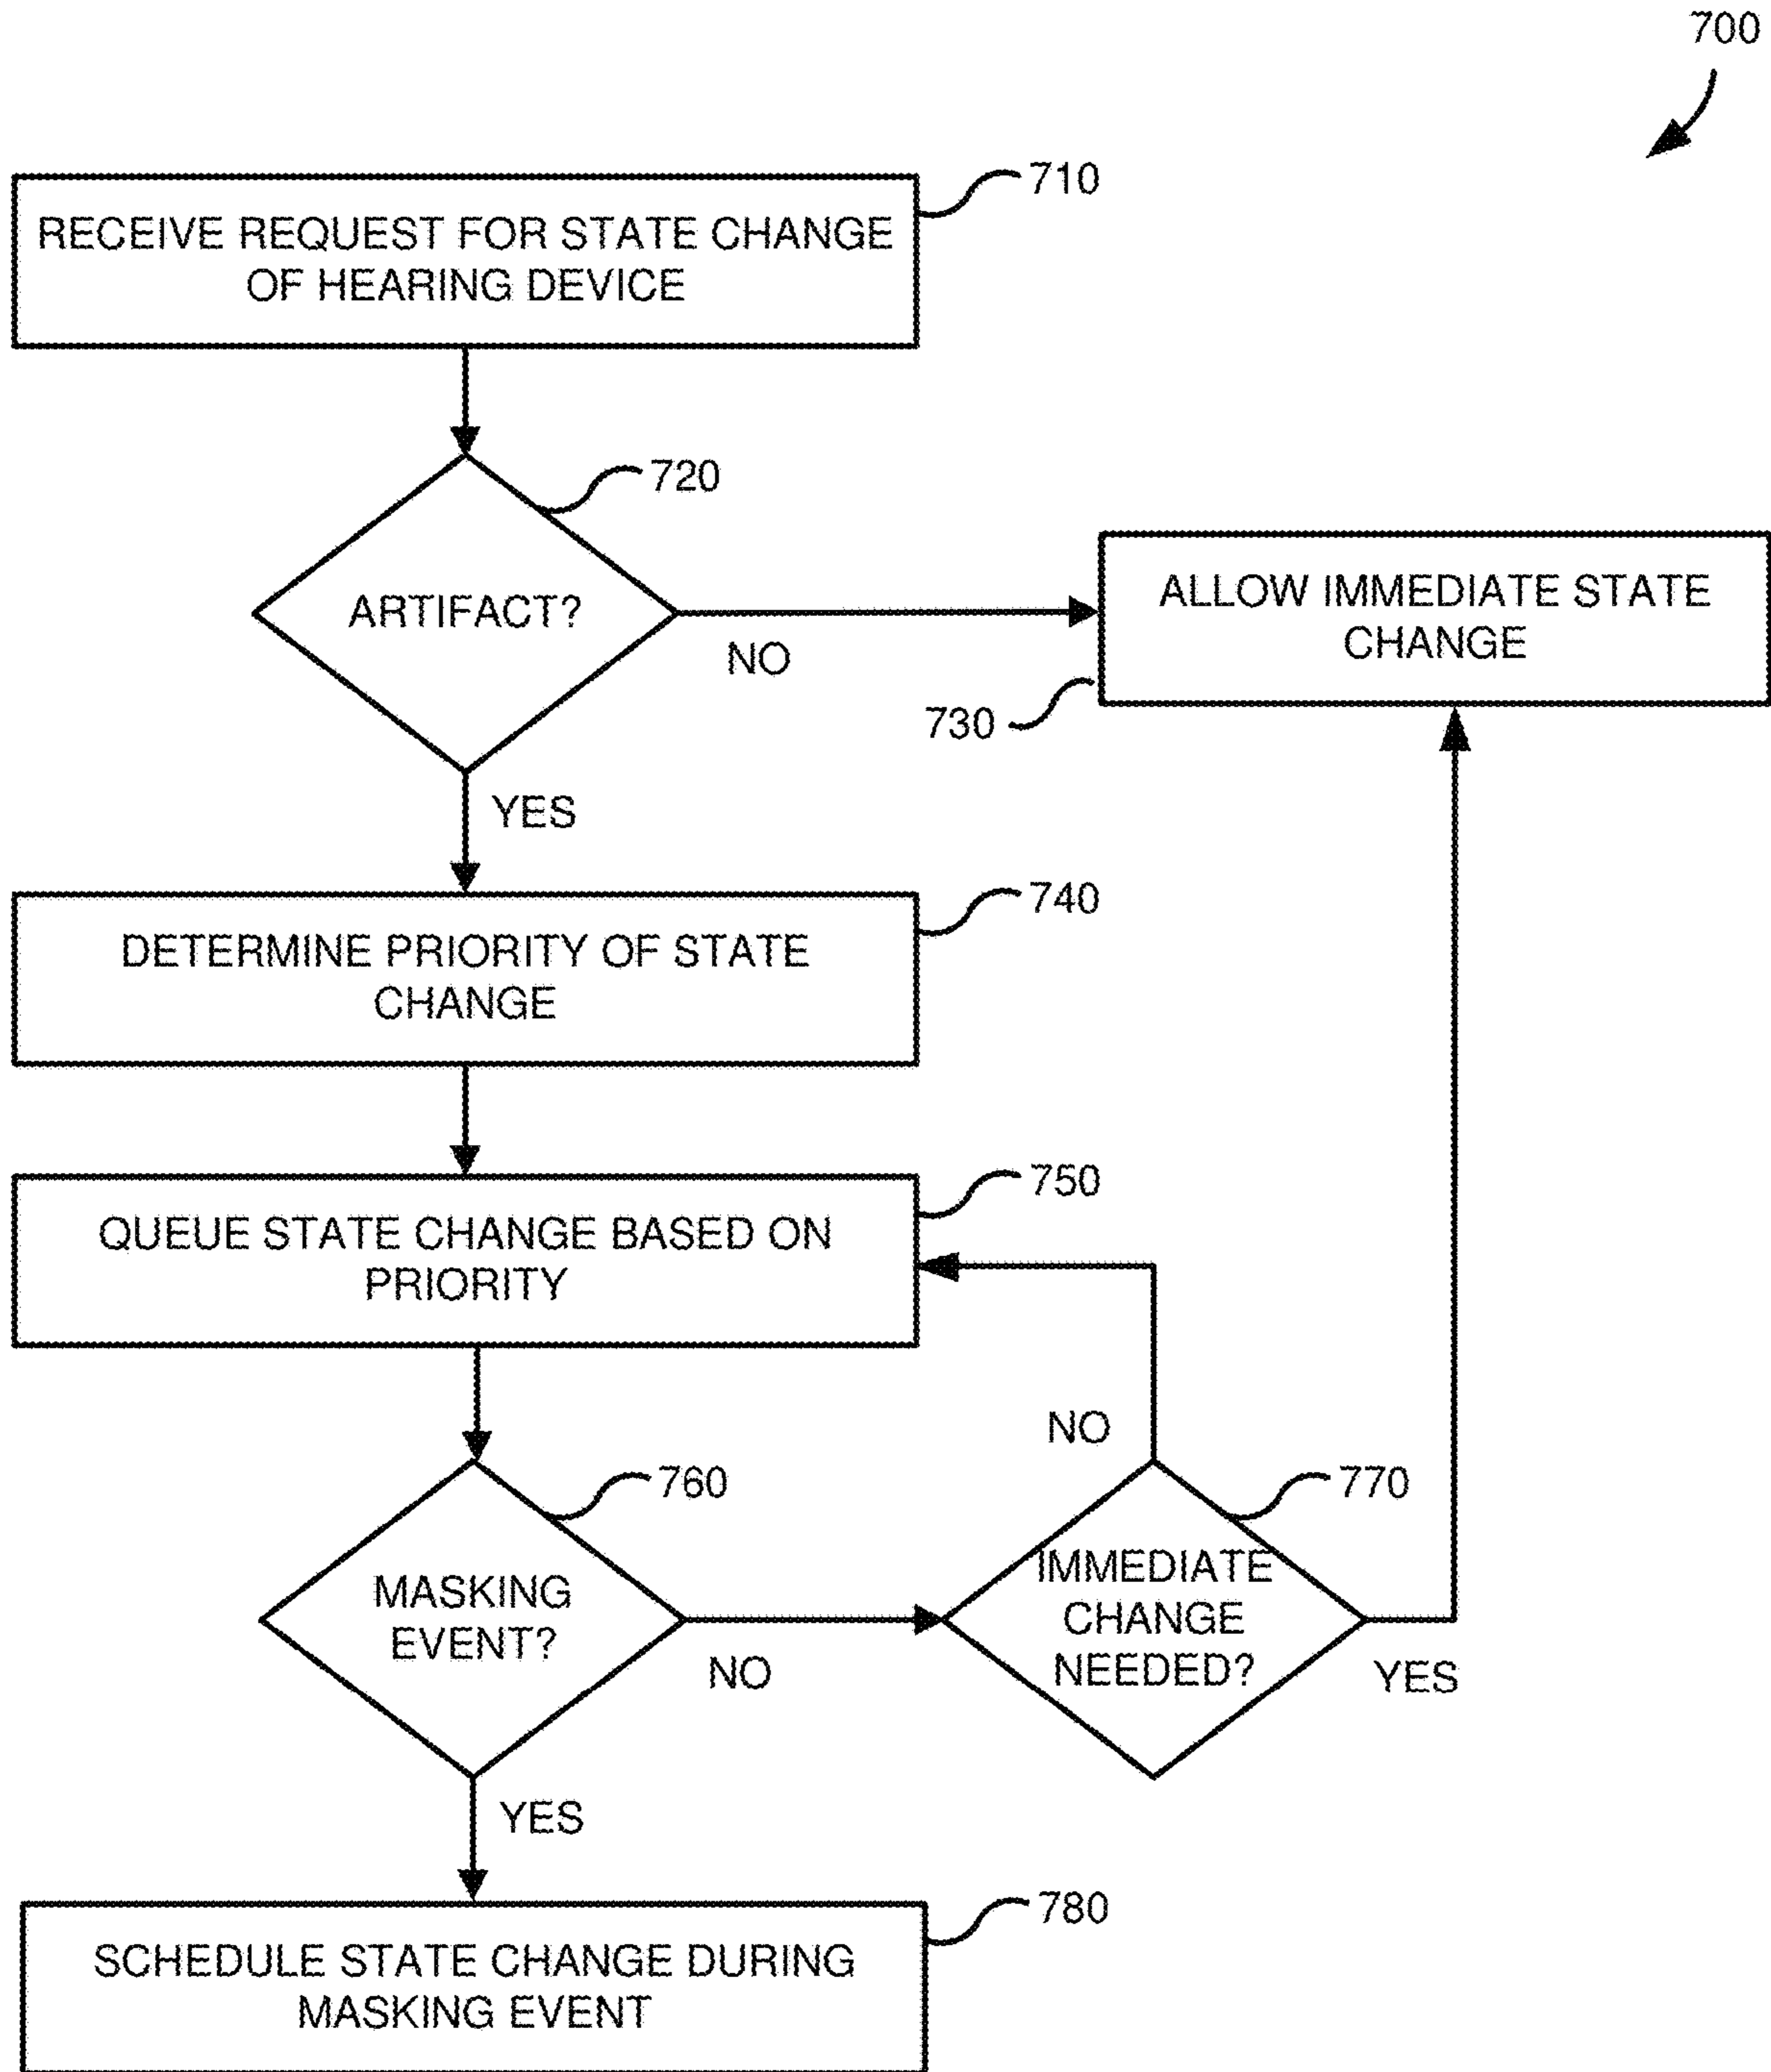 700
RECEIVE REQUEST FOR STATE CHANGE
OF HEARING DEVICE
710
720
ARTIFACT?
NO
ALLOW IMMEDIATE STATE
CHANGE
730
YES
740
DETERMINE PRIORITY OF STATE
CHANGE
750
QUEUE STATE CHANGE BASED ON
PRIORITY
760
MASKING
EVENT?
NO
NO
770
IMMEDIATE
CHANGE
NEEDED?
YES
YES
780
SCHEDULE STATE CHANGE DURING
MASKING EVENT